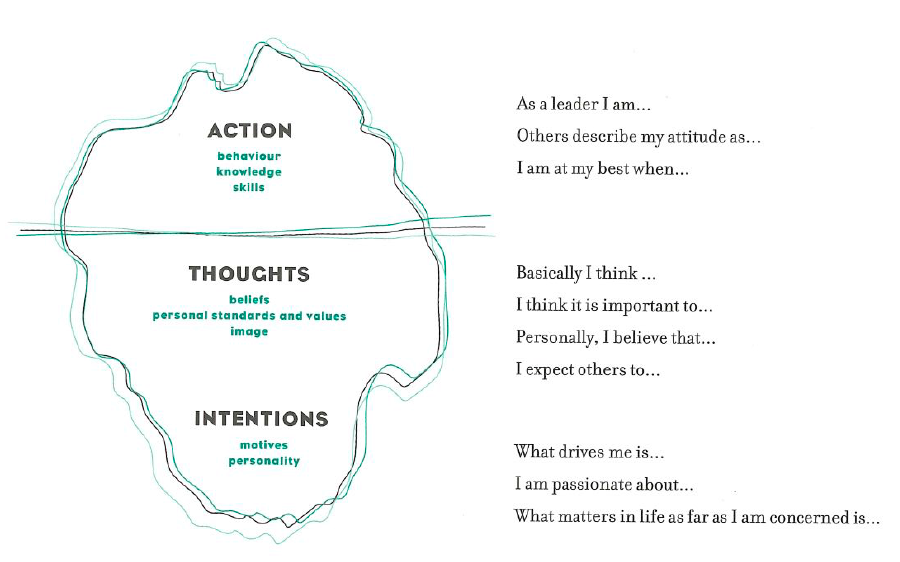 ACTION
behaviour
knowledge
skills
As a leader I am...
Others describe my attitude as...
I am at my best when...
THOUGHTS
beliefs
personal standards and values
image
Basically I think ...
I think it is important to...
Personally, I believe that...
I expect others to...
INTENTIONS
motives
personality
What drives me is...
I am passionate about...
What matters in life as far as I am concerned is...